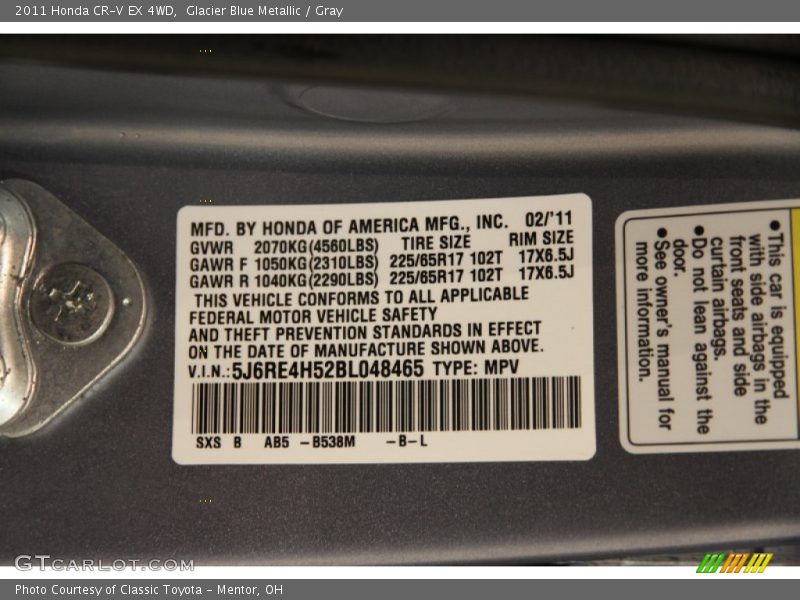 2011 Honda CR-V EX 4WD, Glacier Blue Metallic / Gray
MFD. BY HONDA OF AMERICA MFG., INC. 02/'11
GVWR 2070KG(4560LBS) TIRE SIZE RIM SIZE
GAWR F 1050KG(2310LBS) 225/65R17 102T 17X6.5J
GAWR R 1040KG(2290LBS) 225/65R17 102T 17X6.5J
THIS VEHICLE CONFORMS TO ALL APPLICABLE
FEDERAL MOTOR VEHICLE SAFETY
AND THEFT PREVENTION STANDARDS IN EFFECT
ON THE DATE OF MANUFACTURE SHOWN ABOVE.
V.I.N.:5J6RE4H52BL048465 TYPE: MPV
SXS B AB5 -B538M -B-L
•This car is equipped
with side airbags in the
front seats and side
curtain airbags.
•Do not lean against the
door.
•See owner's manual for
more information.
GTcarlot.com
Photo Courtesy of Classic Toyota - Mentor, OH